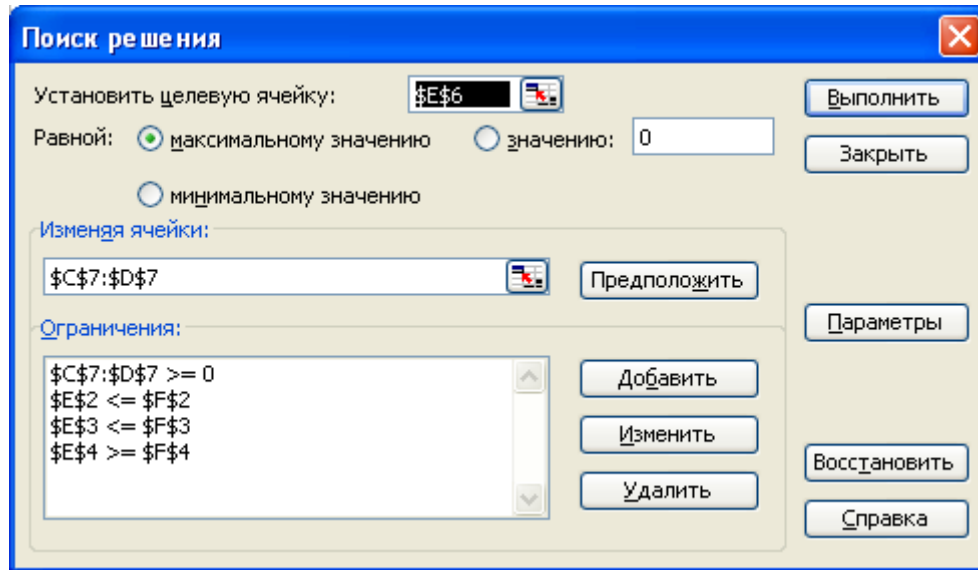 Поиск решения
Установить целевую ячейку: $E$6
Выполнить
Равной: максимальному значению значению: 0
Закрыть
минимальному значению
Изменяя ячейки:
$C$7:$D$7 Предположить
Ограничения:
Параметры
$C$7:$D$7 >= 0
$E$2 <= $F$2
$E$3 <= $F$3
$E$4 >= $F$4
Добавить
Изменить
Удалить
Восстановить
Справка